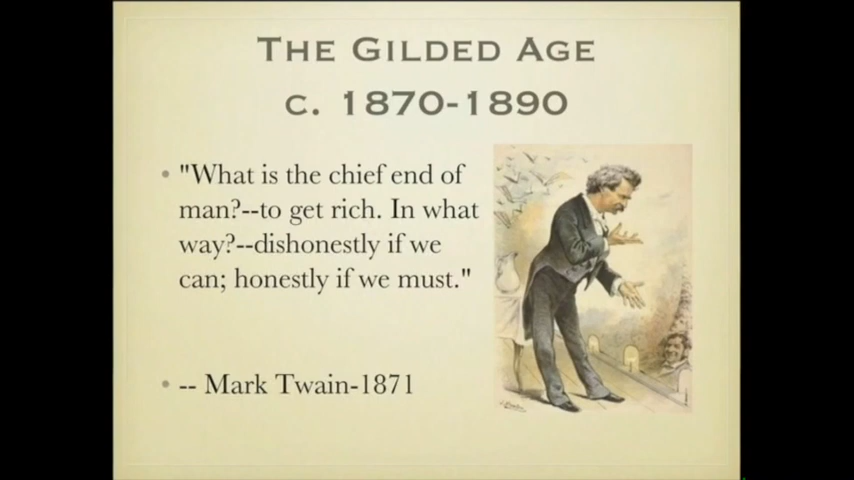 The Gilded Age
c. 1870-1890
• "What is the chief end of
man?--to get rich. In what
way?--dishonestly if we
can; honestly if we must."
• -- Mark Twain-1871